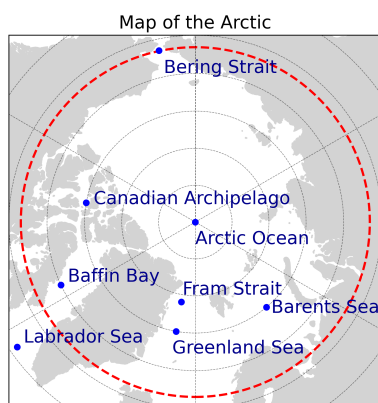 Map of the Arctic
Bering Strait
Canadian Archipelago
Arctic Ocean
Baffin Bay
Fram Strait
Barents Sea
Labrador Sea
Greenland Sea